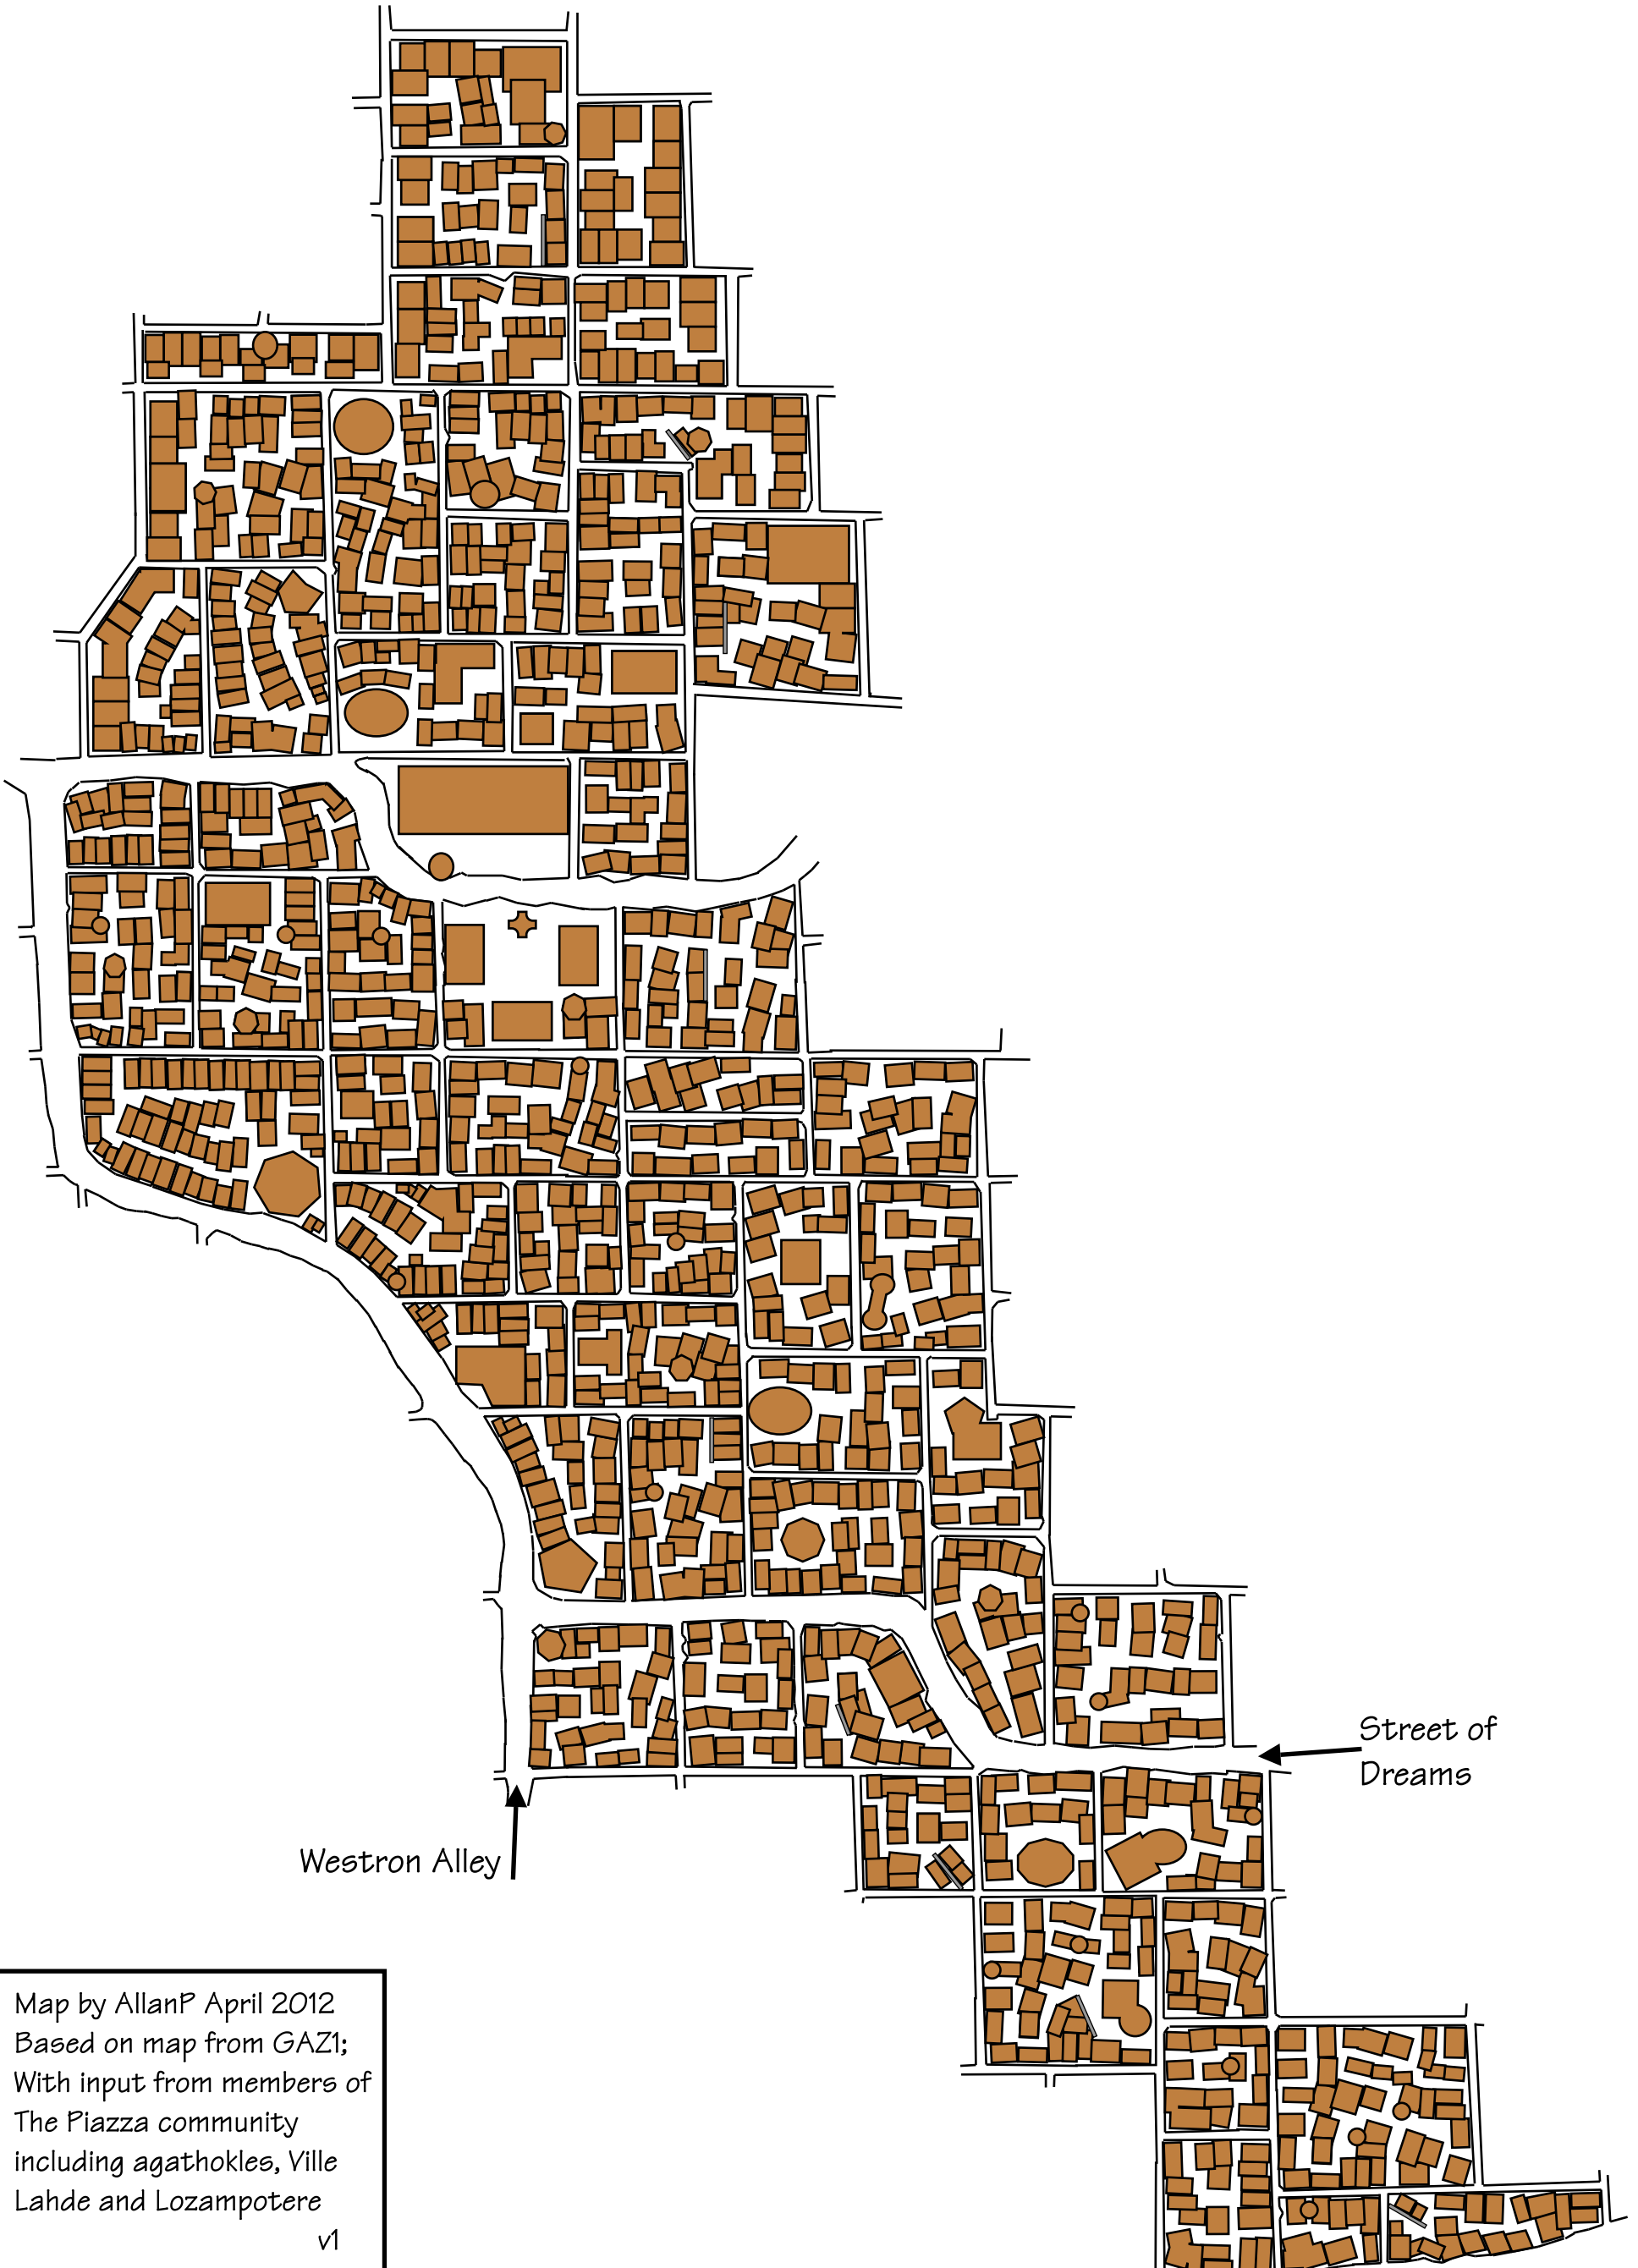 Street of
Dreams
Westron Alley
Map by AllanP April 2012
Based on map from GAZ1;
With input from members of
The Piazza community
including agathokles, Ville
Lahde and Lozampotere
v1